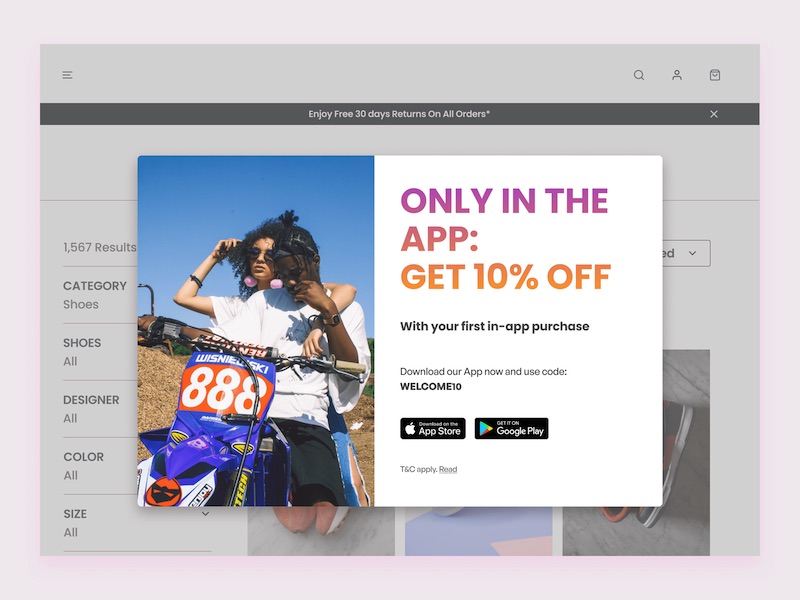 Enjoy Free 30 days Returns On All Orders*
1,567 Results
CATEGORY
Shoes
SHOES
All
DESIGNER
All
COLOR
All
SIZE
All
ed
WISNIEWSKI
888
ONLY IN THE
APP:
GET 10% OFF
With your first in-app purchase
Download our App now and use code:
WELCOME10
Download on the
App Store
GET IT ON
Google Play
T&C apply. Read